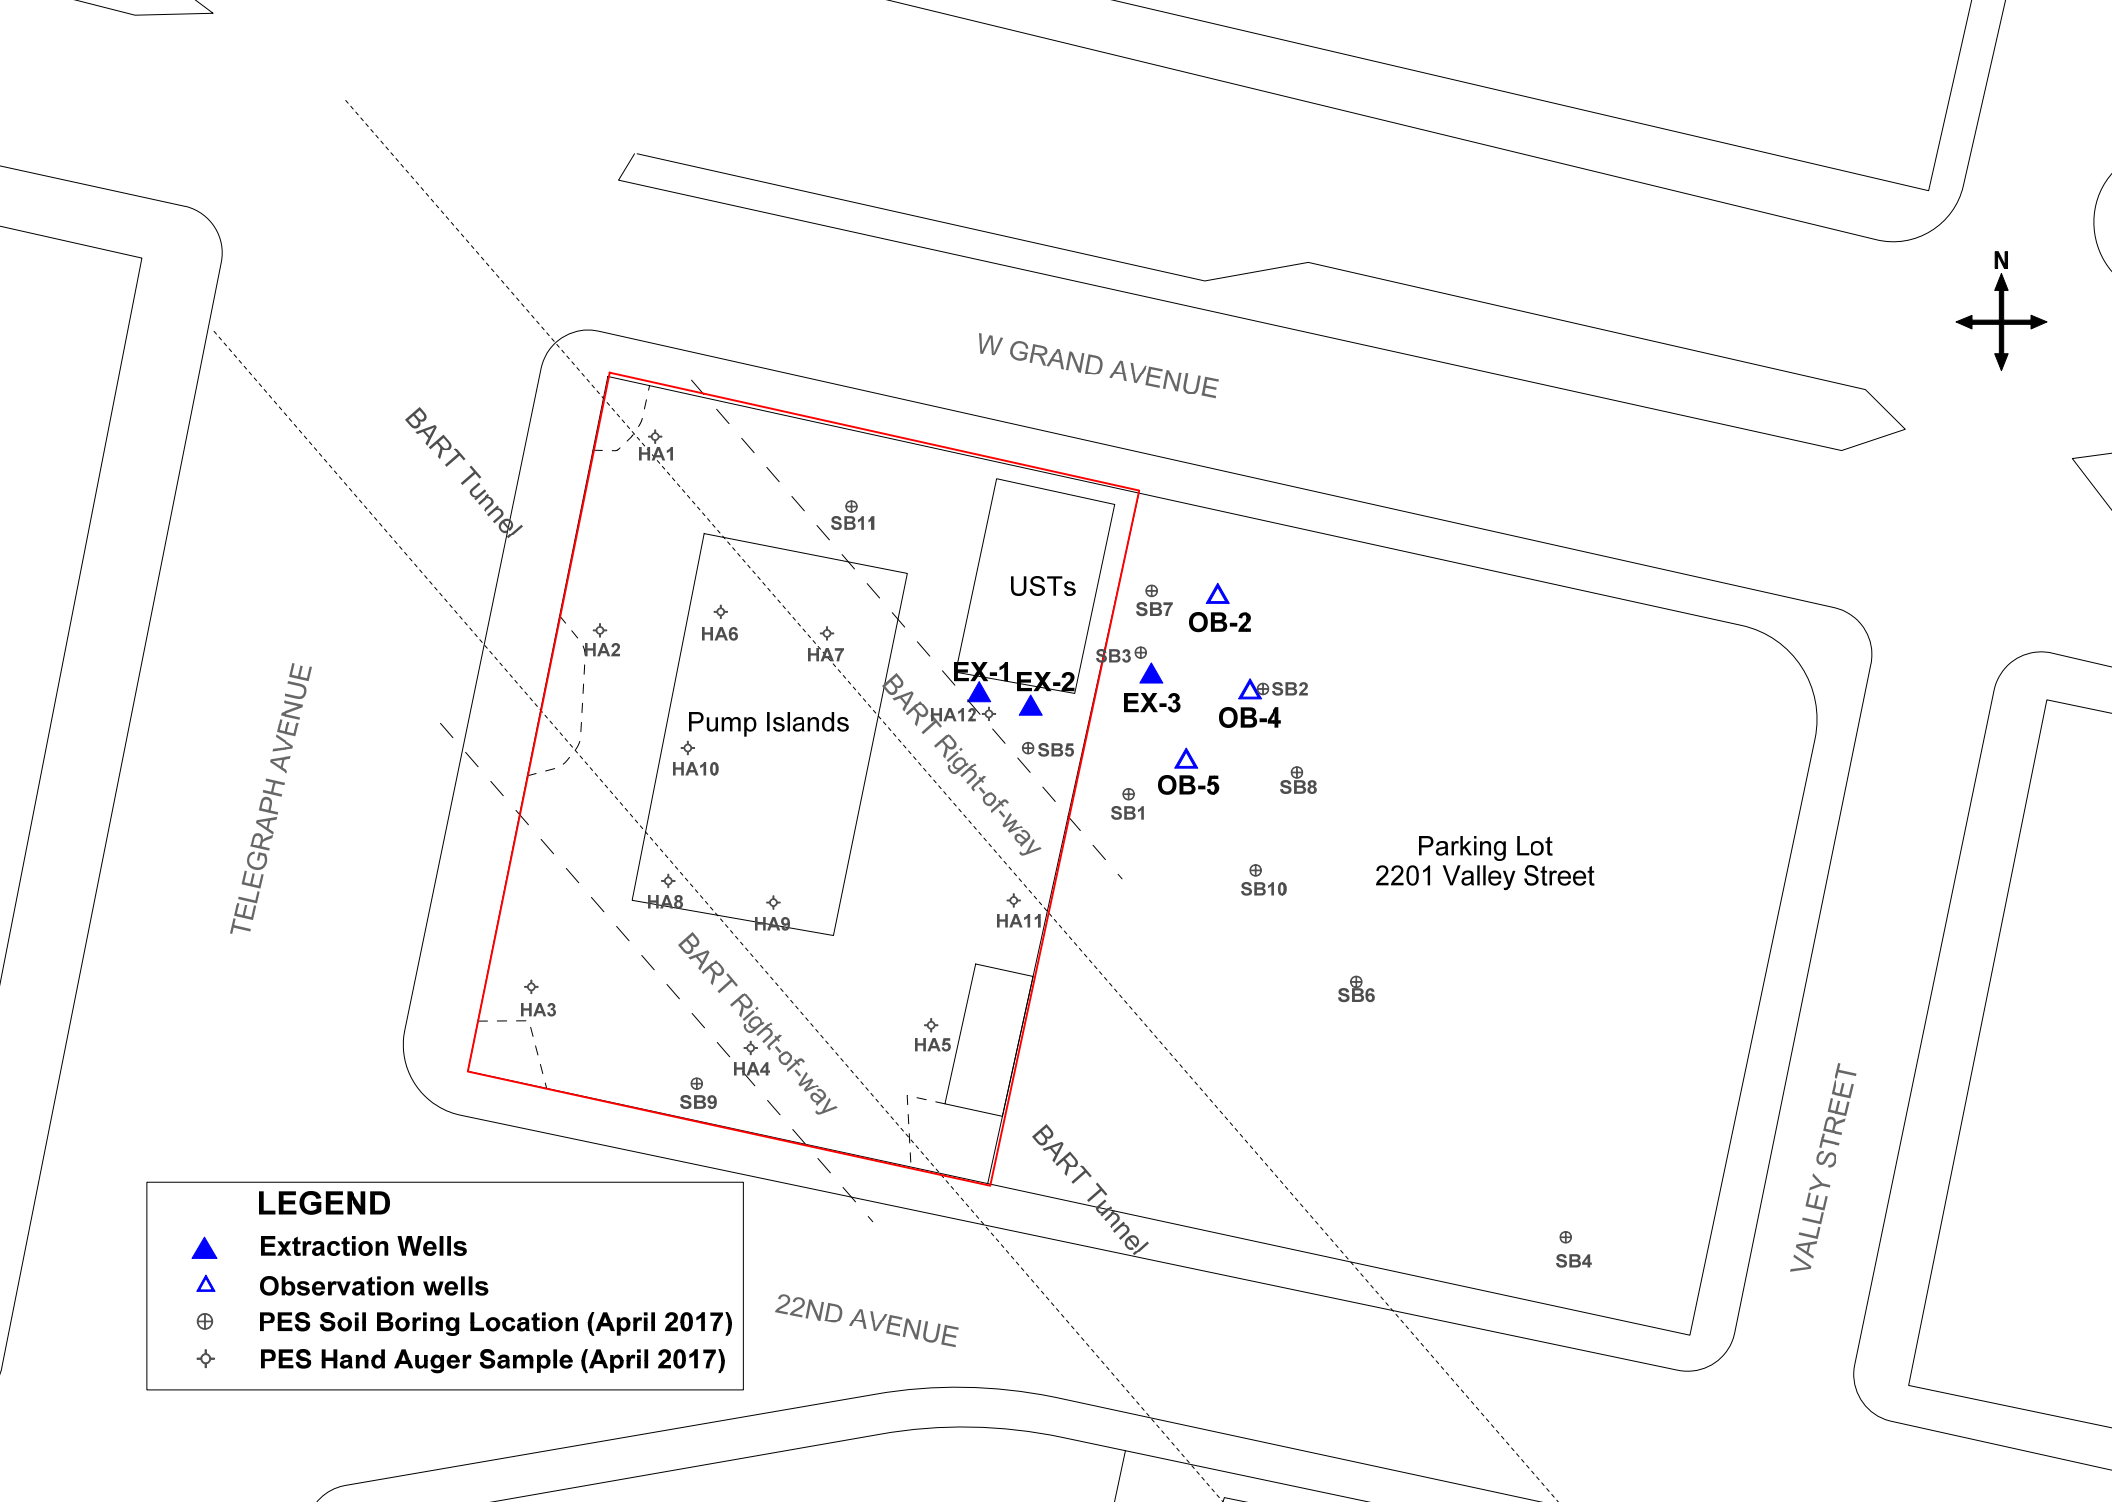 N
W GRAND AVENUE
BART Tunnel
HA1
SB11
USTs
SB7
OB-2
HA6
HA2
HA7
SB3
EX-1
EX-2
EX-3
SB2
OB-4
HA12
Pump Islands
BART Right-of-way
SB5
HA10
OB-5
SB8
SB1
TELEGRAPH AVENUE
Parking Lot
2201 Valley Street
SB10
HA8
HA9
HA11
BART Right-of-way
SB6
HA3
HA5
HA4
SB9
BART Tunnel
VALLEY STREET
SB4
22ND AVENUE
LEGEND
Extraction Wells
Observation wells
PES Soil Boring Location (April 2017)
PES Hand Auger Sample (April 2017)